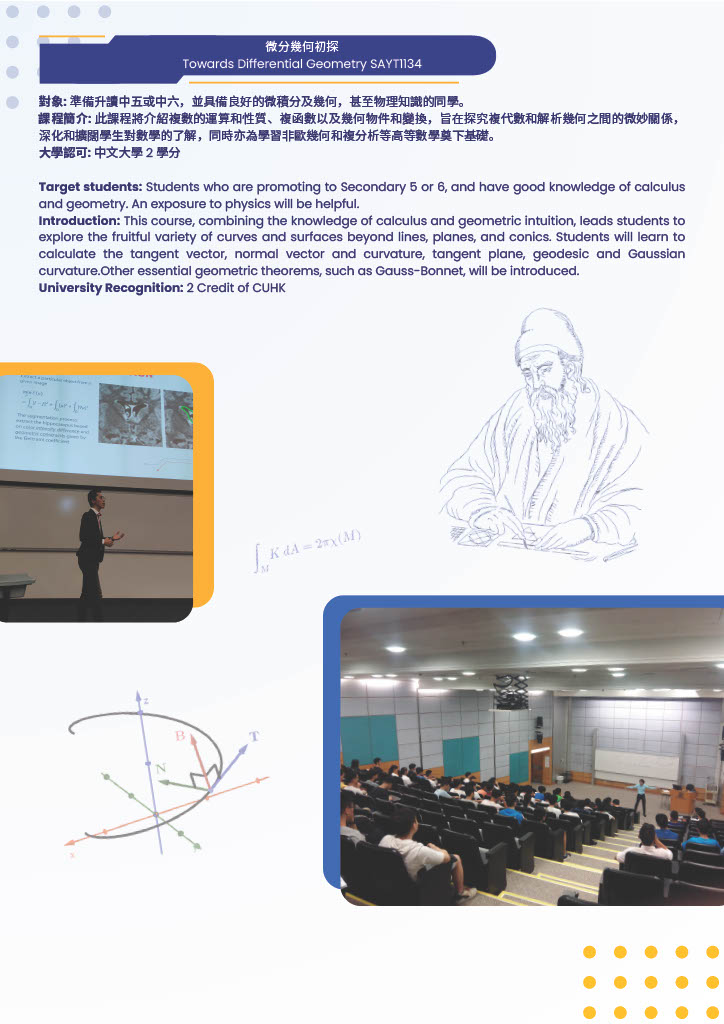 微分幾何初探
Towards Differential Geometry SAYT1134
對象: 準備升讀中五或中六，並具備良好的微積分及幾何，甚至物理知識的同學。
課程簡介: 此課程將介紹複數的運算和性質、複函數以及幾何物件和變換，旨在探究複代數和解析幾何之間的微妙關係，
深化和擴闊學生對數學的了解，同時亦為學習非歐幾何和複分析等高等數學奠下基礎。
大學認可: 中文大學 2 學分
Target students: Students who are promoting to Secondary 5 or 6, and have good knowledge of calculus
and geometry. An exposure to physics will be helpful.
Introduction: This course, combining the knowledge of calculus and geometric intuition, leads students to
explore the fruitful variety of curves and surfaces beyond lines, planes, and conics. Students will learn to
calculate the tangent vector, normal vector and curvature, tangent plane, geodesic and Gaussian
curvature.Other essential geometric theorems, such as Gauss-Bonnet, will be introduced.
University Recognition: 2 Credit of CUHK
∫_M K dA = 2πχ(M)
z
B
T
N
x